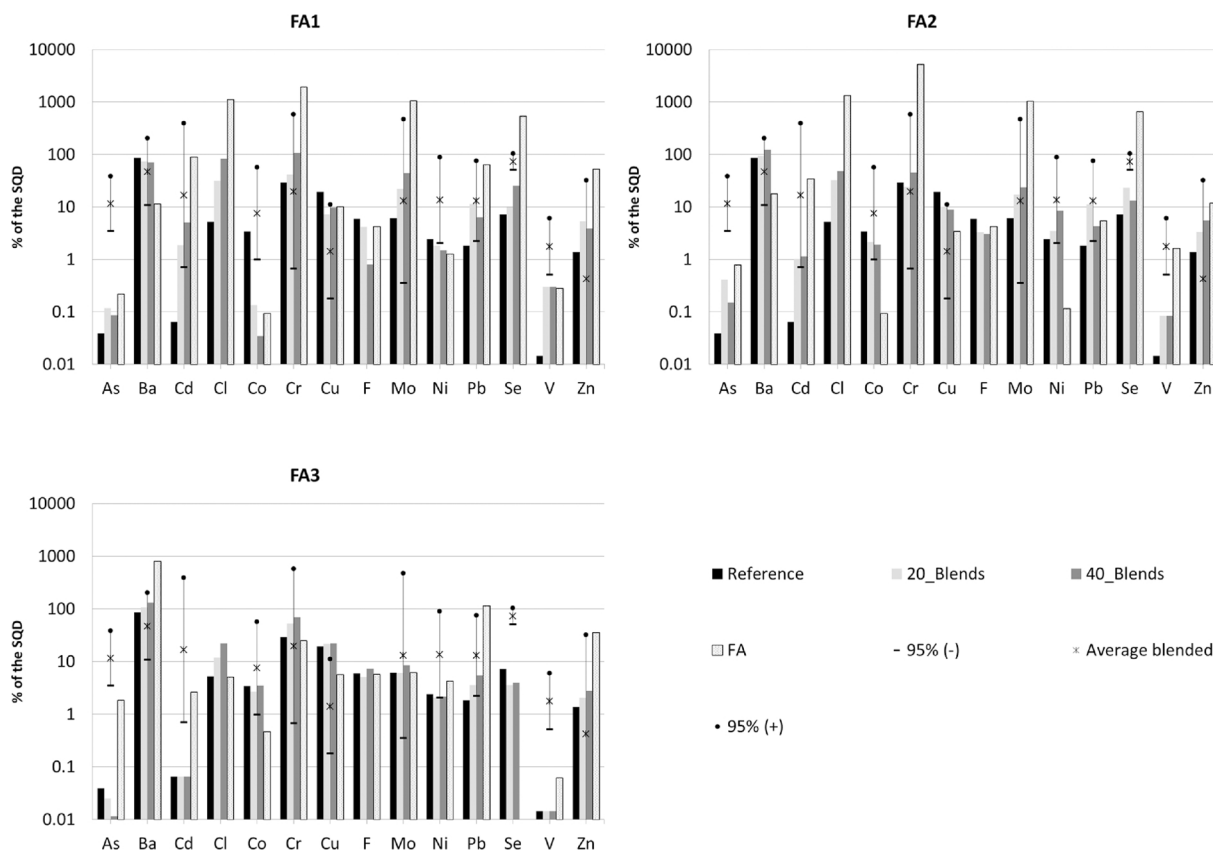 FA1
10000
1000
100
10
1
0.1
0.01
% of the SQD
As Ba Cd Cl Co Cr Cu F Mo Ni Pb Se V Zn
FA2
10000
1000
100
10
1
0.1
0.01
% of the SQD
As Ba Cd Cl Co Cr Cu F Mo Ni Pb Se V Zn
FA3
10000
1000
100
10
1
0.1
0.01
% of the SQD
As Ba Cd Cl Co Cr Cu F Mo Ni Pb Se V Zn
Reference 20_Blends 40_Blends
FA 95% (-) Average blended
95% (+)